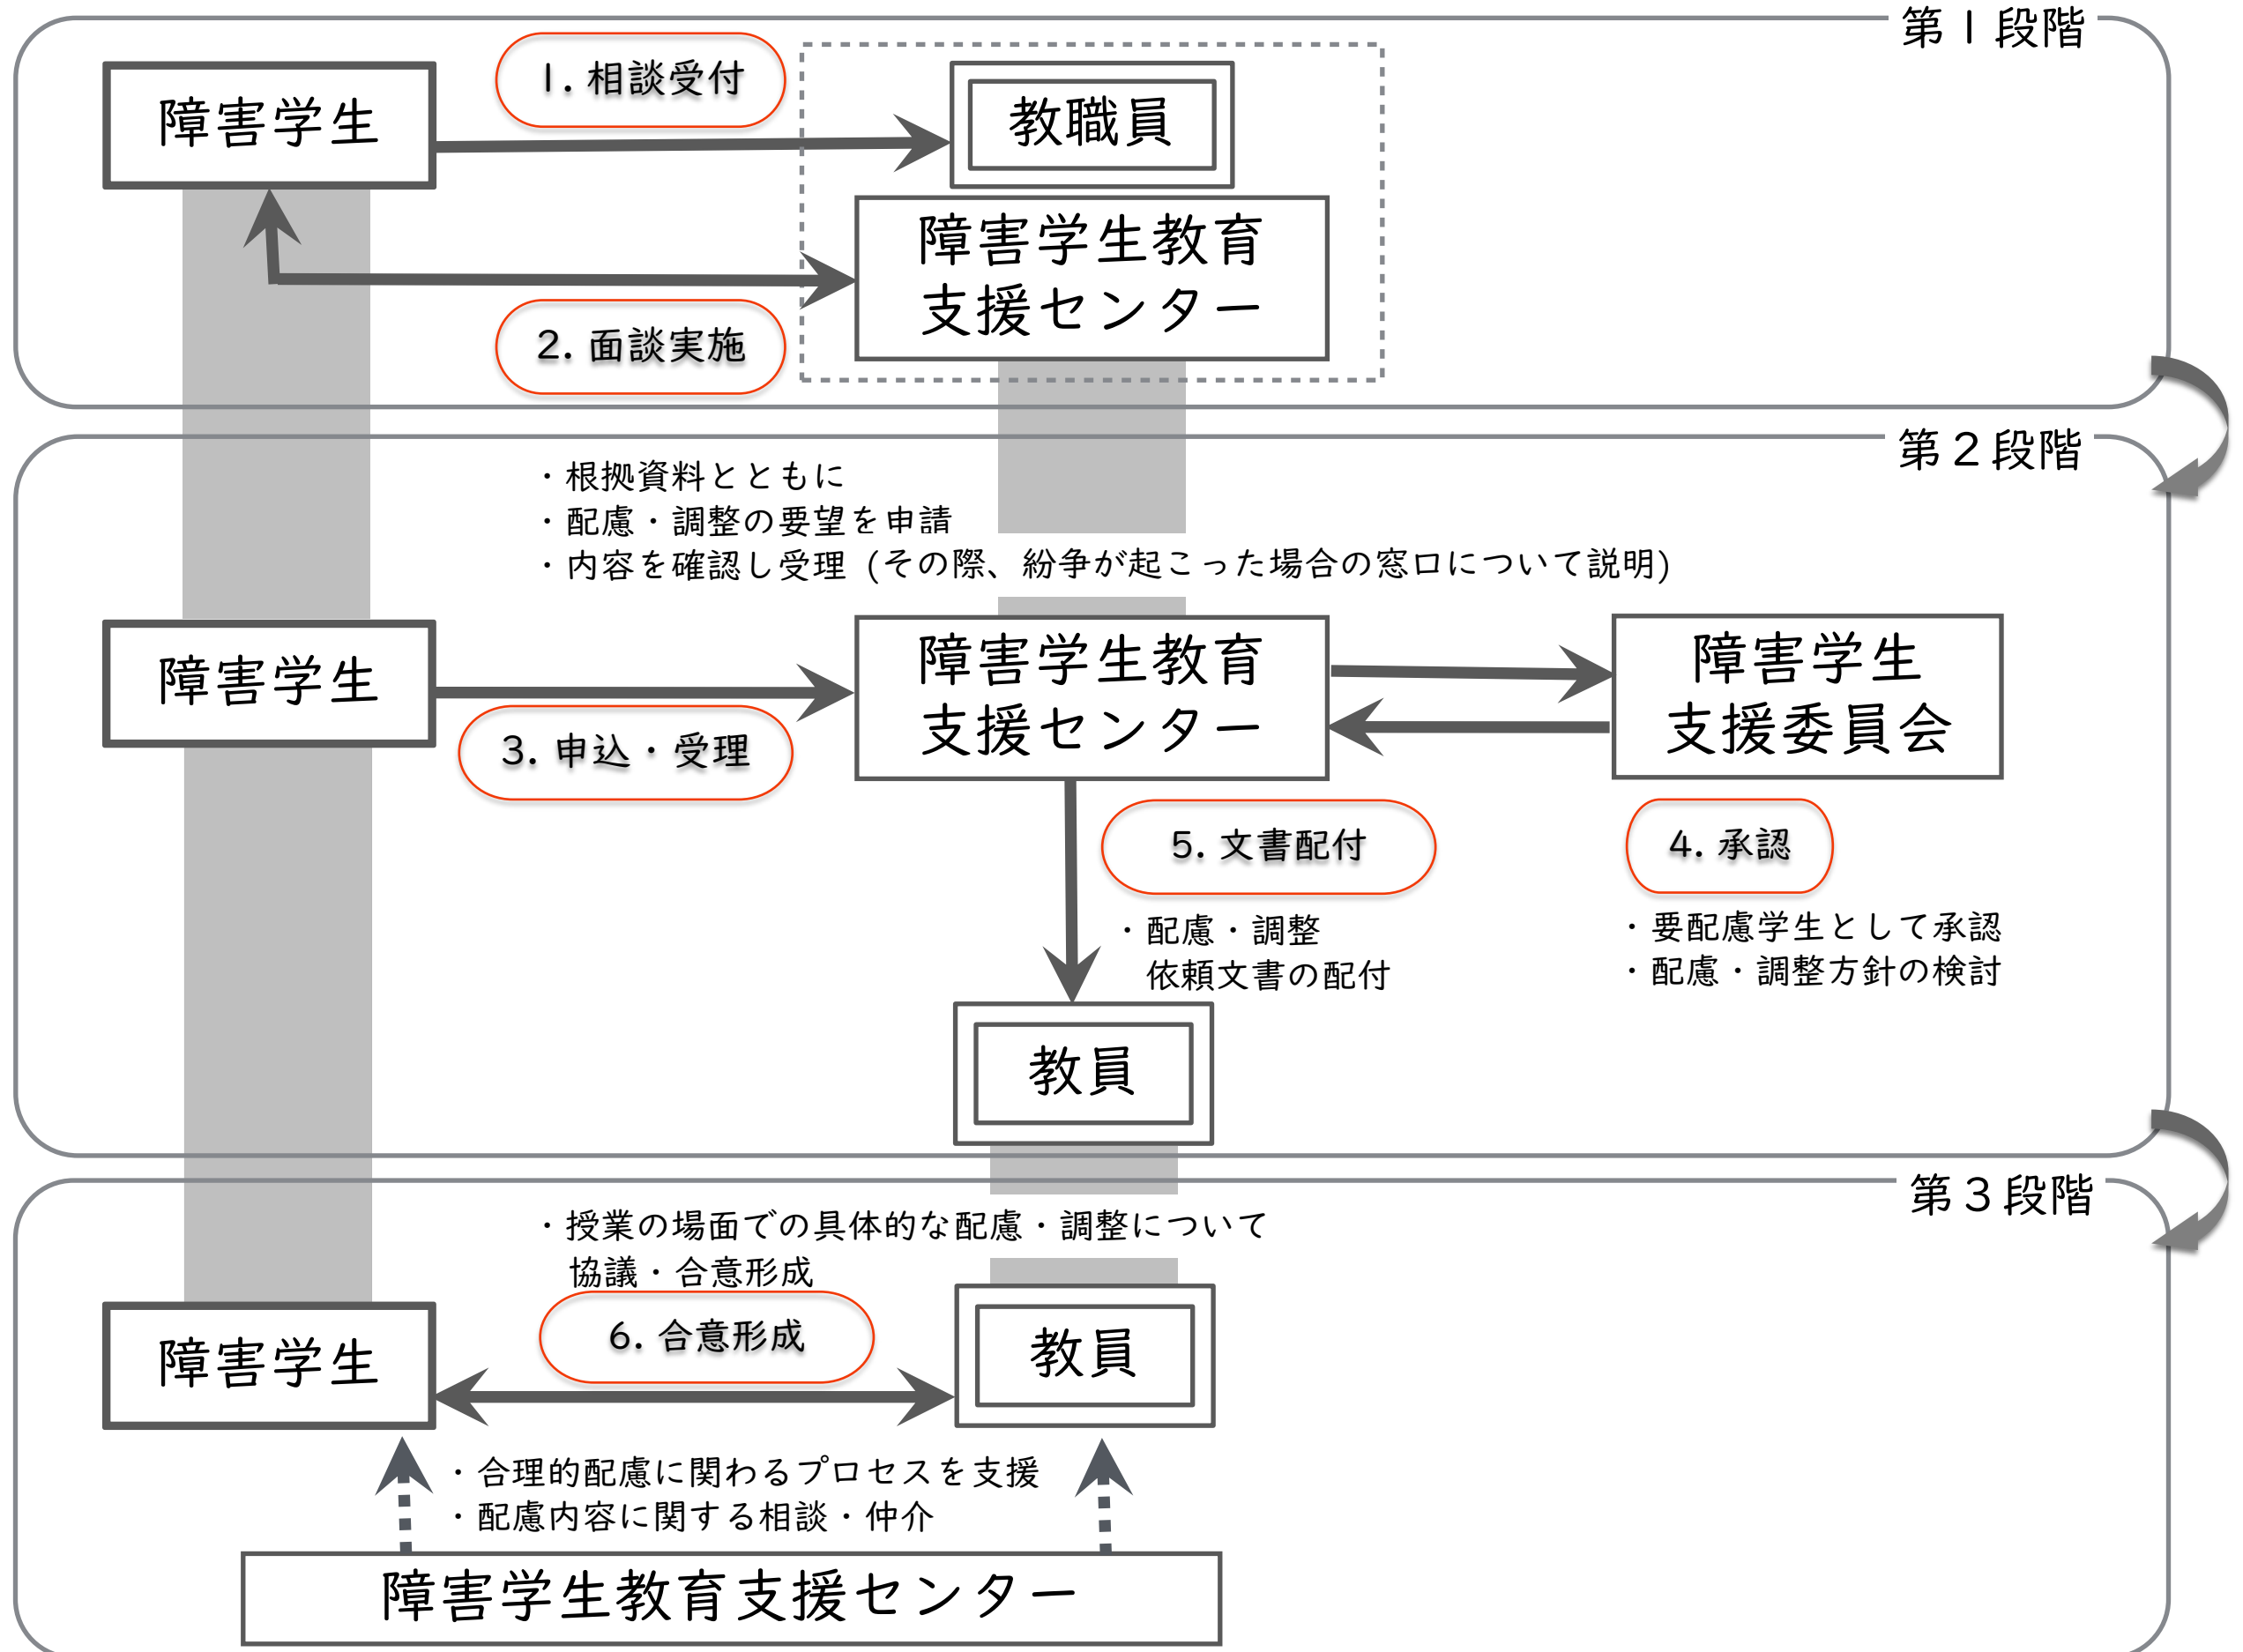 第1段階
障害学生
1. 相談受付
教職員
障害学生教育
支援センター
2. 面談実施
第2段階
・根拠資料とともに
・配慮・調整の要望を申請
・内容を確認し受理 (その際、紛争が起こった場合の窓口について説明)
障害学生
3. 申込・受理
障害学生教育
支援センター
障害学生
支援委員会
5. 文書配付
・配慮・調整
依頼文書の配付
4. 承認
・要配慮学生として承認
・配慮・調整方針の検討
教員
第3段階
・授業の場面での具体的な配慮・調整について
協議・合意形成
障害学生
6. 合意形成
教員
・合理的配慮に関わるプロセスを支援
・配慮内容に関する相談・仲介
障害学生教育支援センター